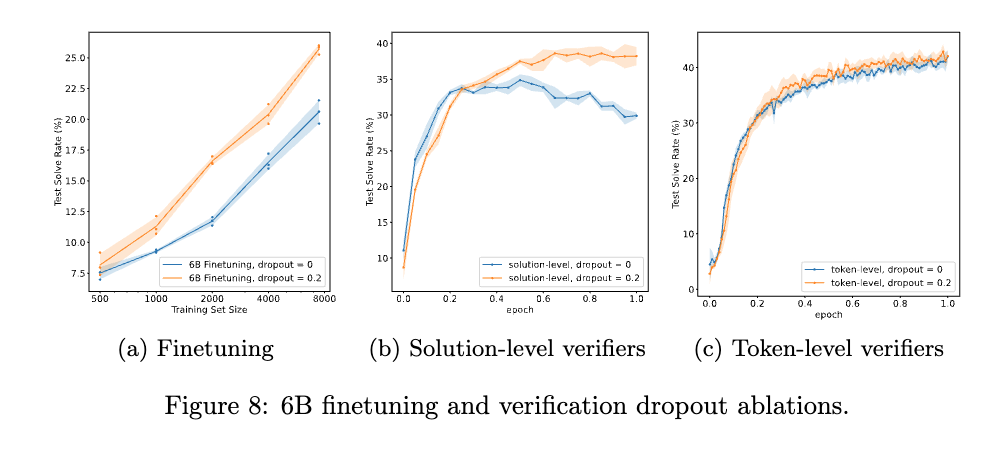 Test Solve Rate (%)
25.0
22.5
20.0
17.5
15.0
12.5
10.0
7.5
500
1000
2000
4000
8000
Training Set Size
6B Finetuning, dropout = 0
6B Finetuning, dropout = 0.2
Test Solve Rate (%)
40
35
30
25
20
15
10
0.0
0.2
0.4
0.6
0.8
1.0
epoch
solution-level, dropout = 0
solution-level, dropout = 0.2
Test Solve Rate (%)
40
30
20
10
0
0.0
0.2
0.4
0.6
0.8
1.0
epoch
token-level, dropout = 0
token-level, dropout = 0.2
(a) Finetuning
(b) Solution-level verifiers
(c) Token-level verifiers
Figure 8: 6B finetuning and verification dropout ablations.